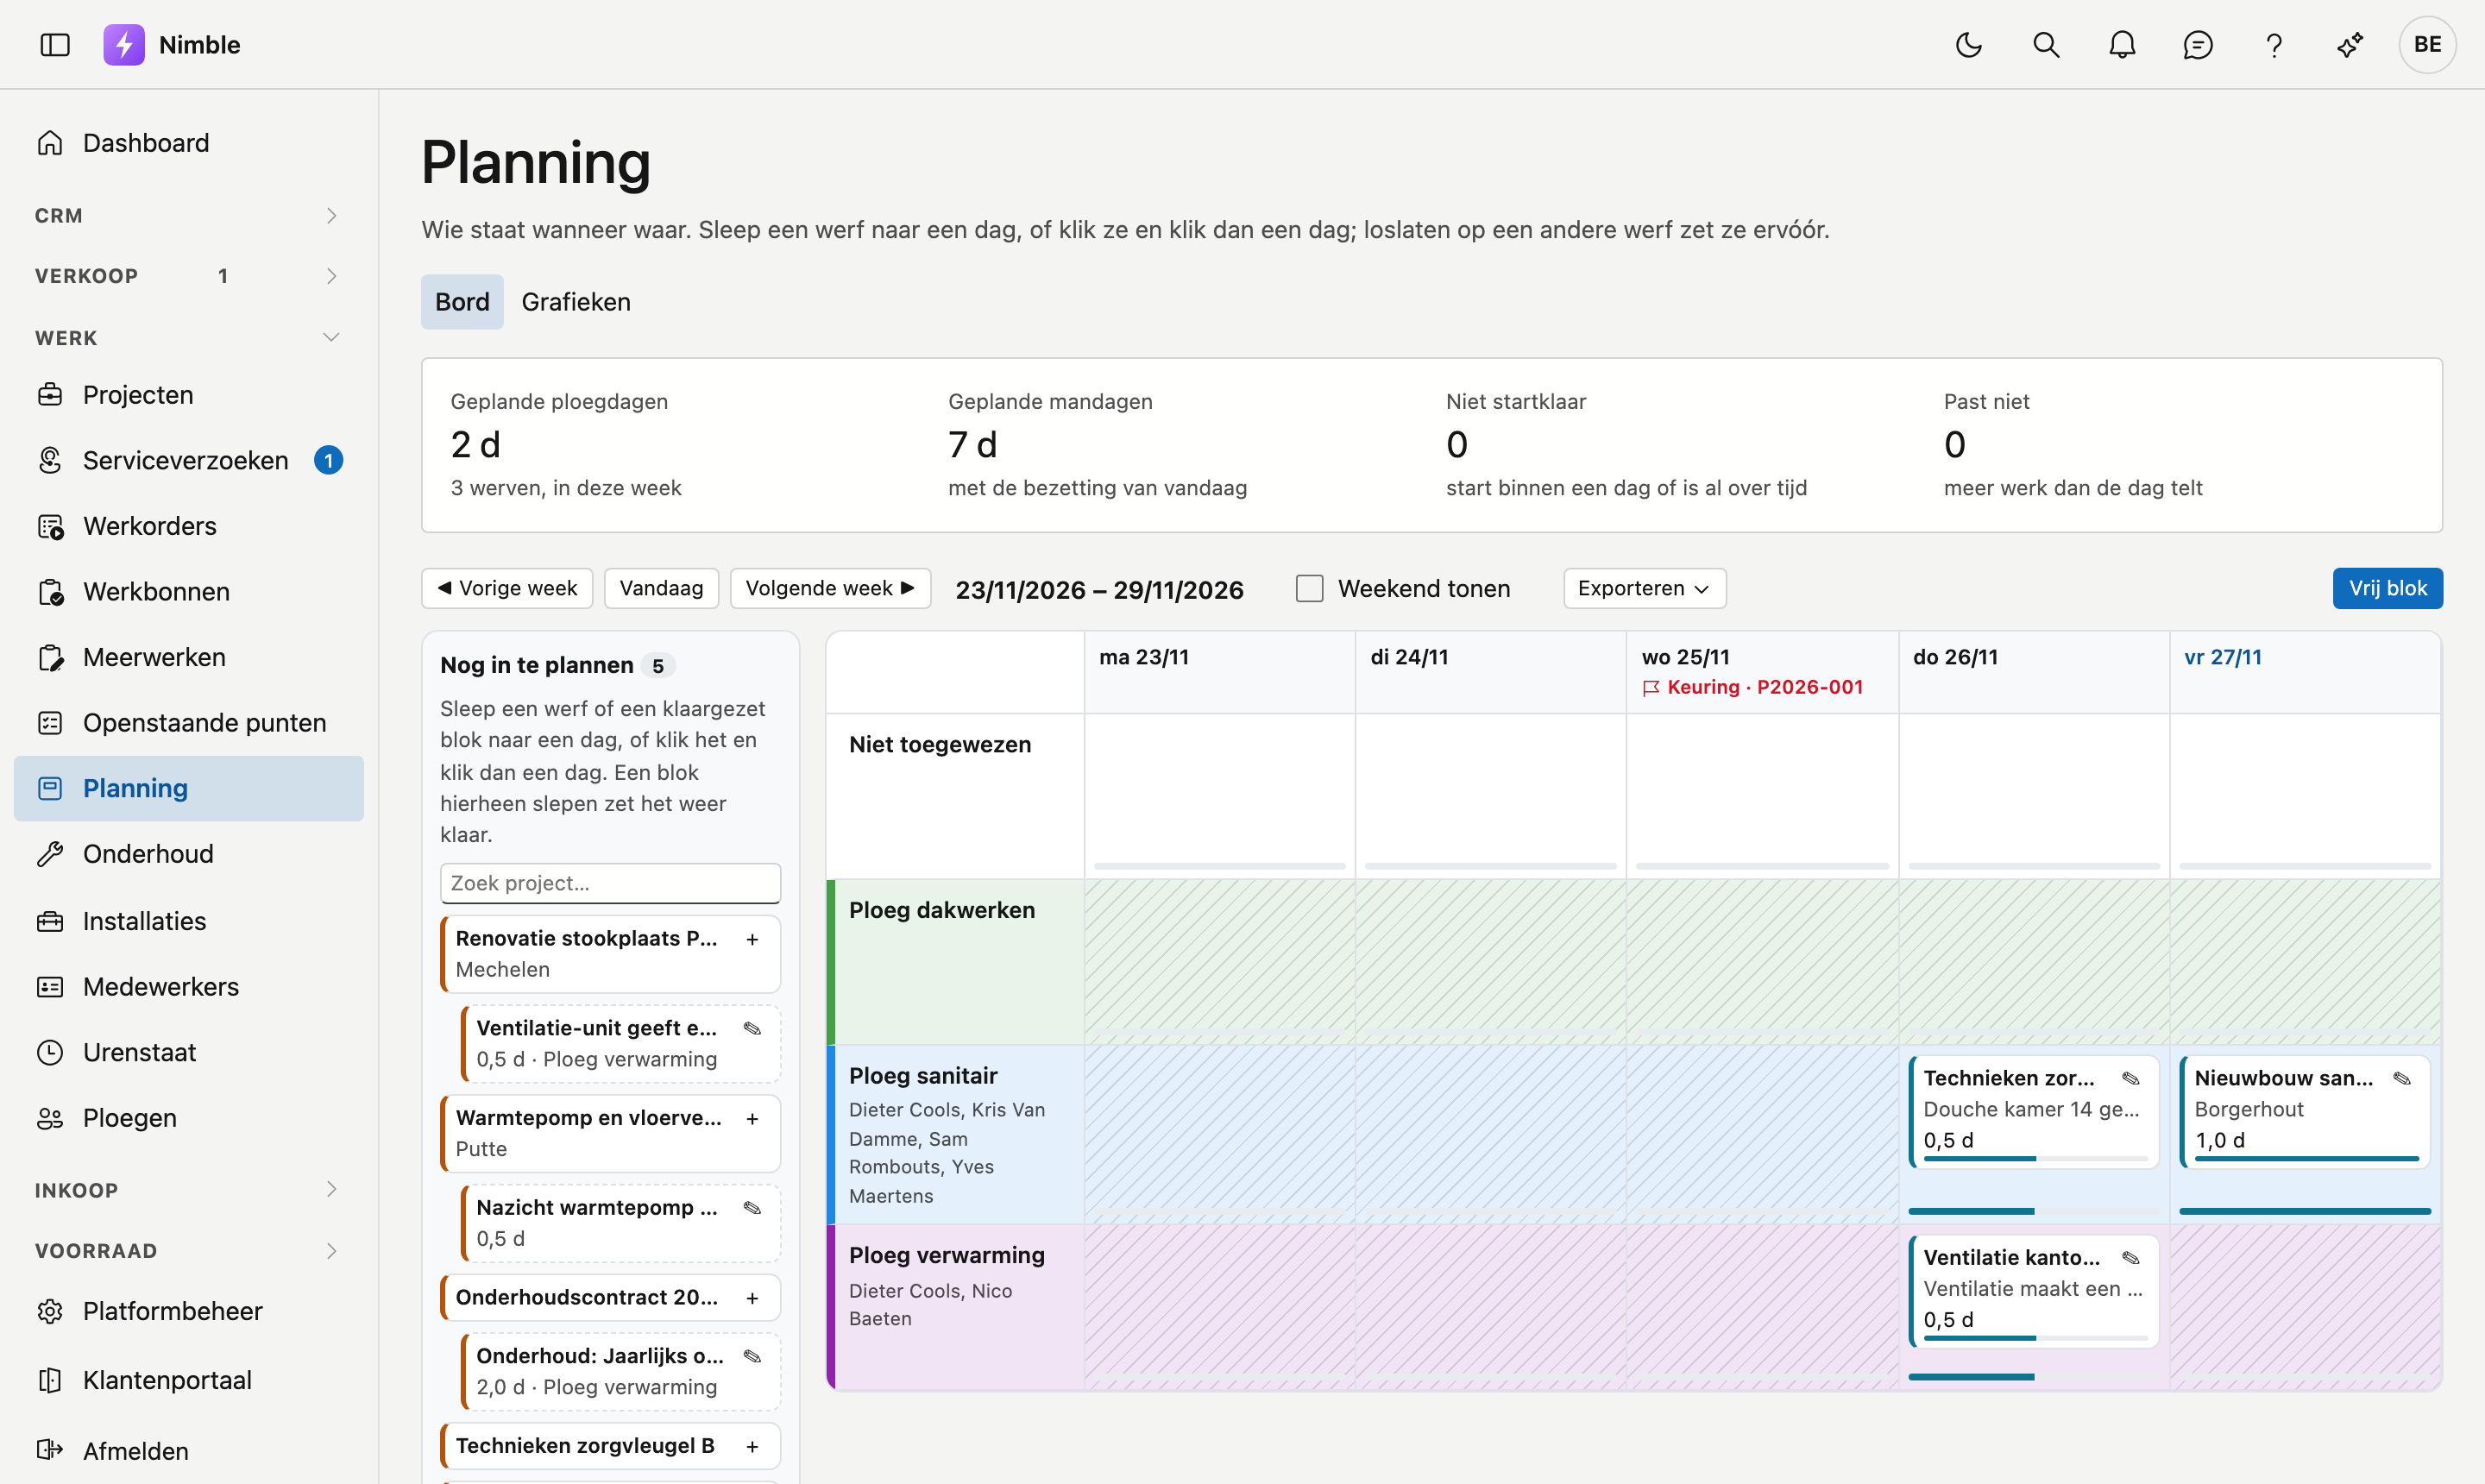 Nimble
BE
Dashboard
CRM
VERKOOP 1
WERK
Projecten
Serviceverzoeken 1
Werkorders
Werkbonnen
Meerwerken
Openstaande punten
Planning
Onderhoud
Installaties
Medewerkers
Urenstaat
Ploegen
INKOOP
VOORRAAD
Platformbeheer
Klantenportaal
Afmelden
Planning
Wie staat wanneer waar. Sleep een werf naar een dag, of klik ze en klik dan een dag; loslaten op een andere werf zet ze ervóór.
Bord Grafieken
Geplande ploegdagen
2 d
3 werven, in deze week
Geplande mandagen
7 d
met de bezetting van vandaag
Niet startklaar
0
start binnen een dag of is al over tijd
Past niet
0
meer werk dan de dag telt
◀ Vorige week Vandaag Volgende week ▶ 23/11/2026 – 29/11/2026 Weekend tonen Exporteren Vrij blok
Nog in te plannen 5
Sleep een werf of een klaargezet
blok naar een dag, of klik het en
klik dan een dag. Een blok
hierheen slepen zet het weer
klaar.
Zoek project...
Renovatie stookplaats P... +
Mechelen
Ventilatie-unit geeft e... ✎
0,5 d · Ploeg verwarming
Warmtepomp en vloerve... +
Putte
Nazicht warmtepomp ... ✎
0,5 d
Onderhoudscontract 20... +
Onderhoud: Jaarlijks o... ✎
2,0 d · Ploeg verwarming
Technieken zorgvleugel B +
ma 23/11 di 24/11 wo 25/11 do 26/11 vr 27/11
Keuring · P2026-001
Niet toegewezen
Ploeg dakwerken
Ploeg sanitair
Dieter Cools, Kris Van
Damme, Sam
Rombouts, Yves
Maertens
Technieken zor... ✎
Douche kamer 14 ge...
0,5 d
Nieuwbouw san... ✎
Borgerhout
1,0 d
Ploeg verwarming
Dieter Cools, Nico
Baeten
Ventilatie kanto... ✎
Ventilatie maakt een ...
0,5 d